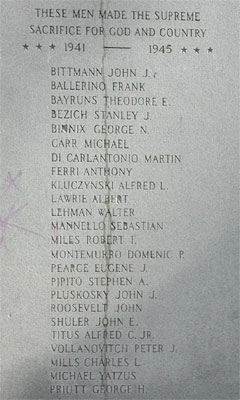 THESE MEN MADE THE SUPREME
SACRIFICE FOR GOD AND COUNTRY
★ ★ ★ 1941 — 1945 ★ ★ ★
BITTMANN JOHN J.
BALLERINO FRANK
BAYRUNS THEODORE E.
BEZICH STANLEY J.
BINNIX GEORGE N.
CARR MICHAEL
DI CARLANTONIO MARTIN
FERRI ANTHONY
KLUCZYNSKI ALFRED L.
LAWRIE ALBERT
LEHMAN WALTER
MANNELLO SEBASTIAN
MILES ROBERT F.
MONTEMURRO DOMENIC P.
PEARCE EUGENE J.
PIPITO STEPHEN A.
PLUSKOSKY JOHN J.
ROOSEVELT JOHN
SHULER JOHN E.
TITUS ALFRED C. JR.
VOLLANOVITCH PETER J.
MILLS CHARLES L.
MICHAEL YATZUS
PRIUTT GEORGE H.